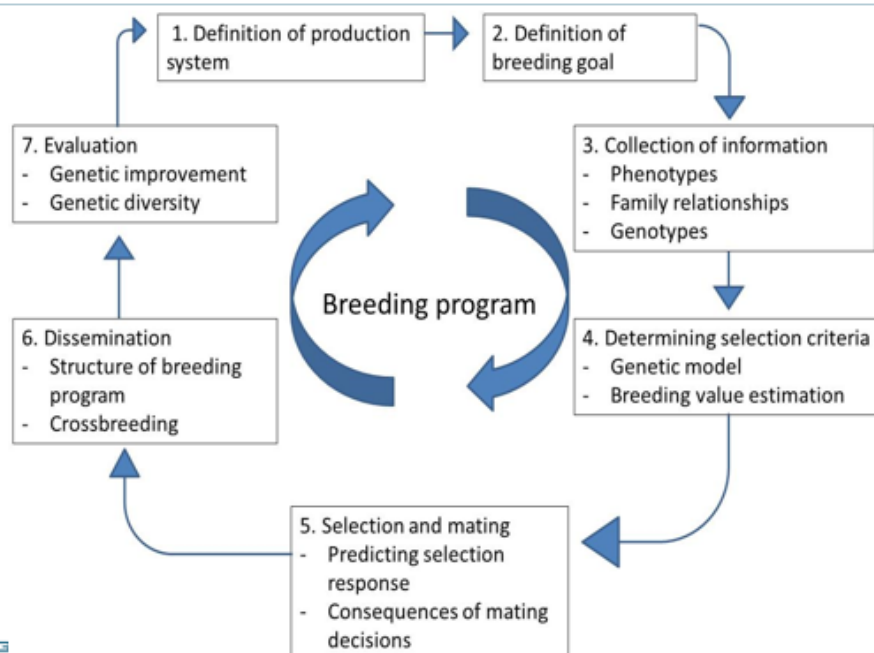 1. Definition of production
system
2. Definition of
breeding goal
3. Collection of information
- Phenotypes
- Family relationships
- Genotypes
4. Determining selection criteria
- Genetic model
- Breeding value estimation
5. Selection and mating
- Predicting selection
response
- Consequences of mating
decisions
6. Dissemination
- Structure of breeding
program
- Crossbreeding
7. Evaluation
- Genetic improvement
- Genetic diversity
Breeding program